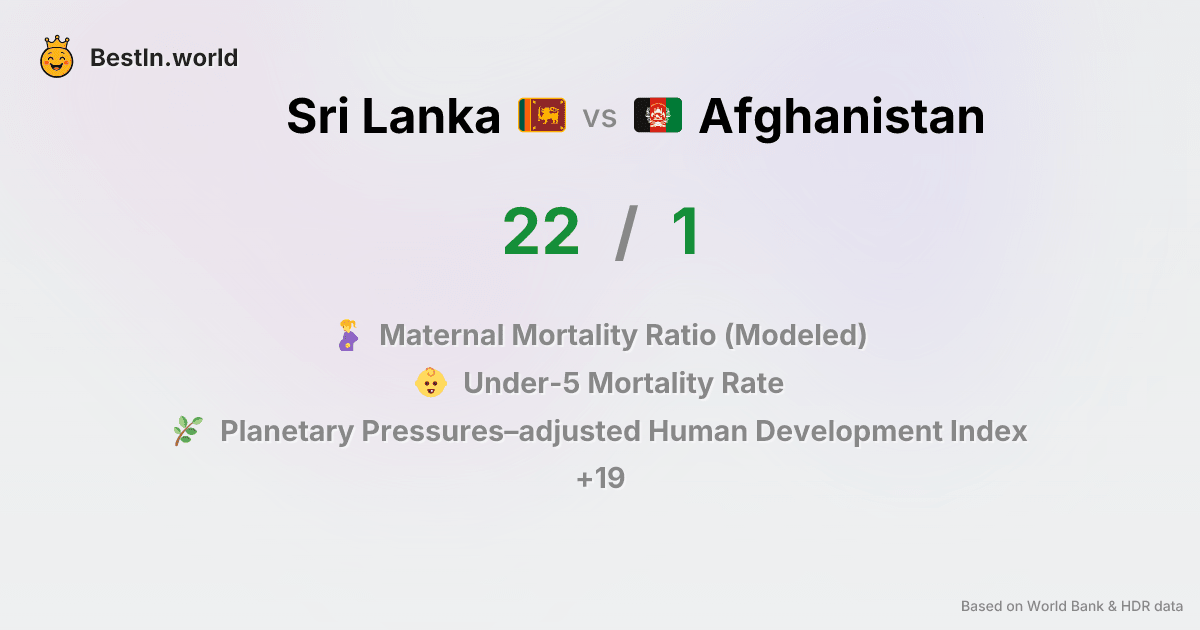 BestIn.world
Sri Lanka vs Afghanistan
22 / 1
Maternal Mortality Ratio (Modeled)
Under-5 Mortality Rate
Planetary Pressures–adjusted Human Development Index
+19
Based on World Bank & HDR data